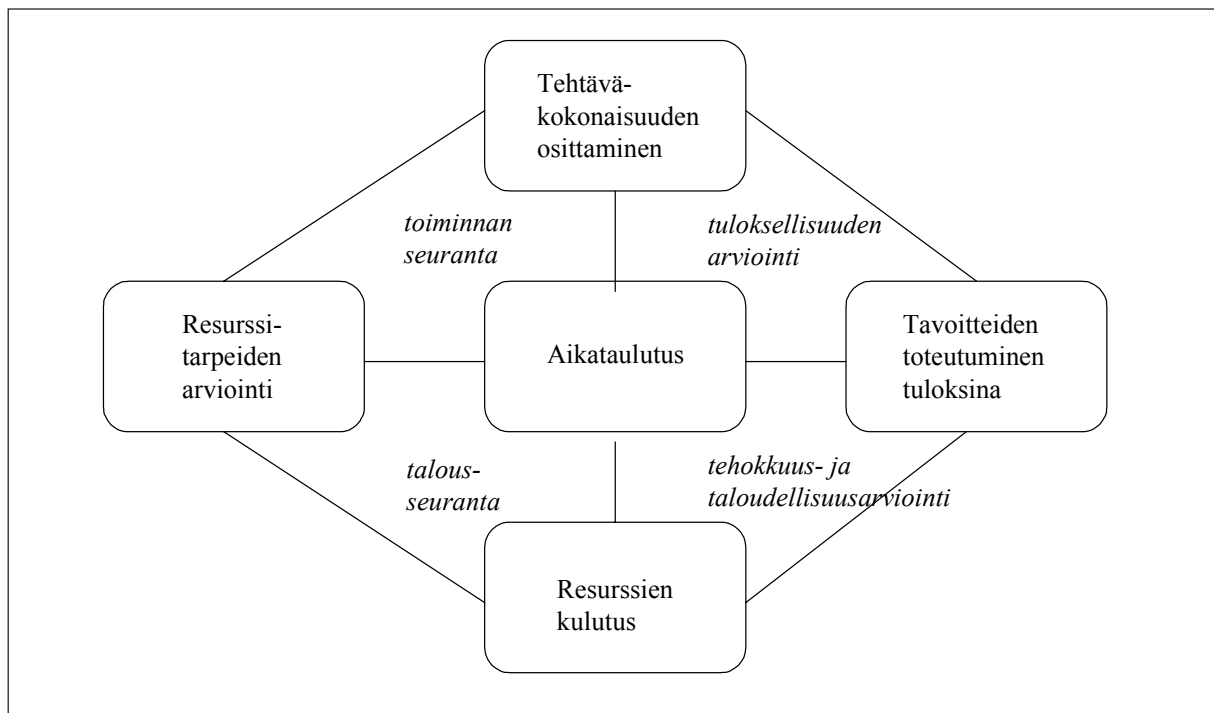 Tehtävä-
kokonaisuuden
osittaminen
toiminnan
seuranta
tuloksellisuuden
arviointi
Resurssi-
tarpeiden
arviointi
Aikataulutus
Tavoitteiden
toteutuminen
tuloksina
talous-
seuranta
tehokkuus- ja
taloudellisuusarviointi
Resurssien
kulutus